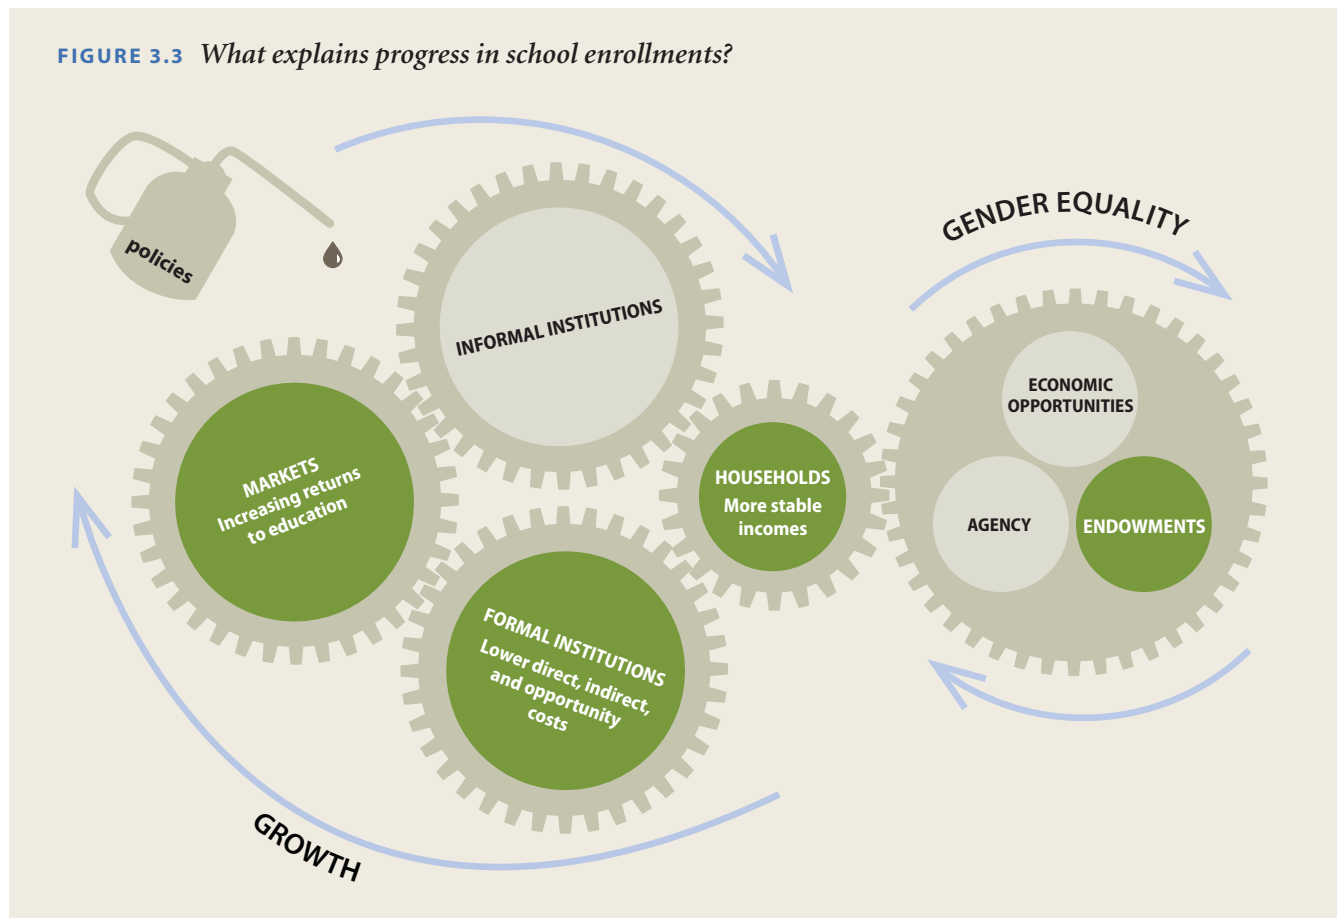 FIGURE 3.3 What explains progress in school enrollments?
policies
GENDER EQUALITY
INFORMAL INSTITUTIONS
ECONOMIC
OPPORTUNITIES
MARKETS
Increasing returns
to education
HOUSEHOLDS
More stable
incomes
AGENCY
ENDOWMENTS
FORMAL INSTITUTIONS
Lower direct, indirect,
and opportunity
costs
GROWTH